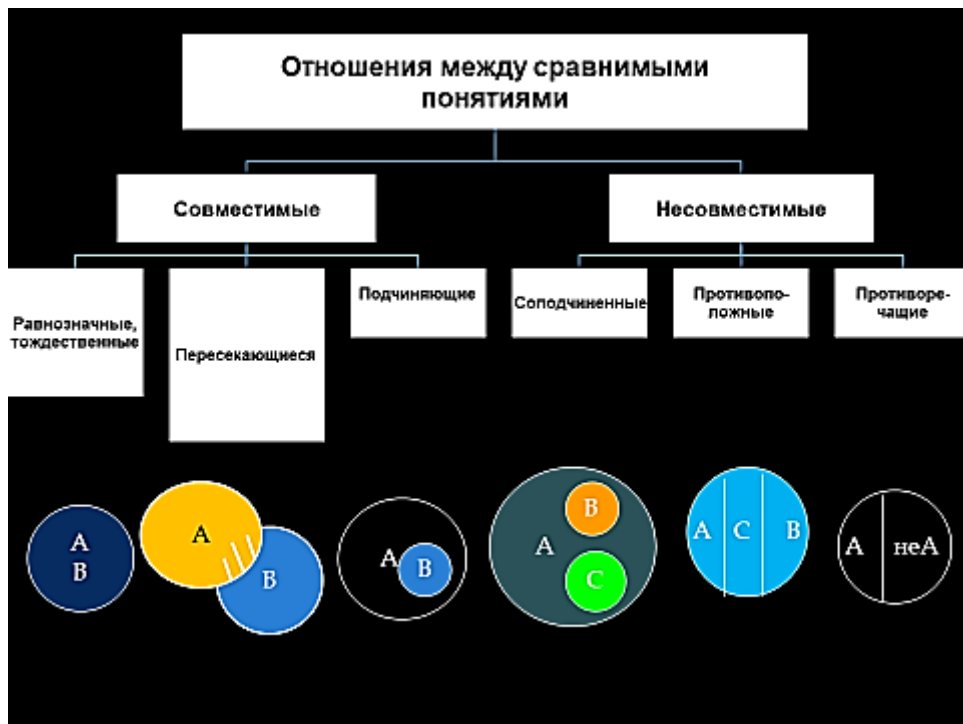 Отношения между сравнимыми
понятиями
Совместимые
Несовместимые
Равнозначные,
тождественные
Пересекающиеся
Подчиняющие
Соподчиненные
Противопо-
ложные
Противоре-
чащие
A
B
A
B
A
B
A
B
C
A C B
A неА